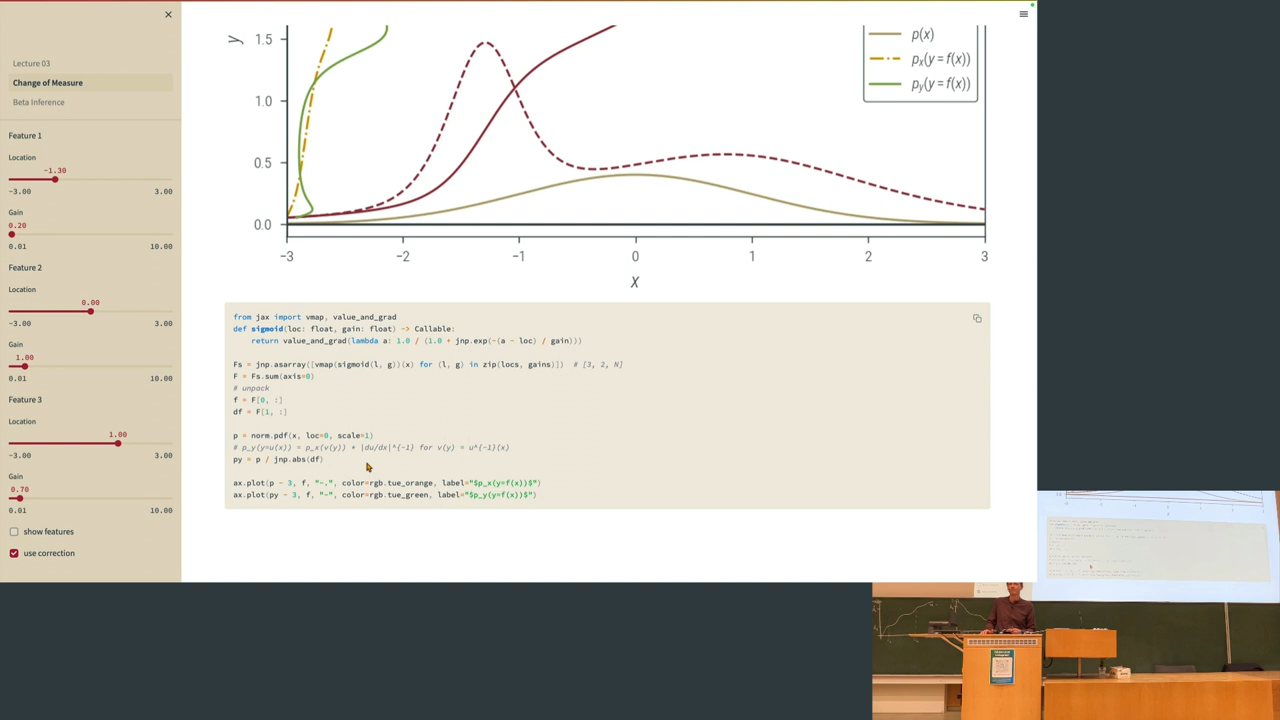 Lecture 03
Change of Measure
Beta Inference
Feature 1
Location
-1.30
-3.00 3.00
Gain
0.20
0.01 10.00
Feature 2
Location
0.00
-3.00 3.00
Gain
1.00
0.01 10.00
Feature 3
Location
1.00
-3.00 3.00
Gain
0.70
0.01 10.00
show features
use correction
y
1.5
1.0
0.5
0.0
−3 −2 −1 0 1 2 3
x
p(x)
pₓ(y = f(x))
p_y(y = f(x))
from jax import vmap, value_and_grad
def sigmoid(loc: float, gain: float) -> Callable:
return value_and_grad(lambda a: 1.0 / (1.0 + jnp.exp(-(a - loc) / gain)))
Fs = jnp.asarray([vmap(sigmoid(l, g))(x) for (l, g) in zip(locs, gains)]) # [3, 2, N]
F = Fs.sum(axis=0)
# unpack
f = F[0, :]
df = F[1, :]
p = norm.pdf(x, loc=0, scale=1)
# p_y(y=u(x)) = p_x(v(y)) * |du/dx|^{-1} for v(y) = u^{-1}(x)
py = p / jnp.abs(df)
ax.plot(p - 3, f, "-.", color=rgb.tue_orange, label="$p_x(y=f(x))$")
ax.plot(py - 3, f, "-", color=rgb.tue_green, label="$p_y(y=f(x))$")